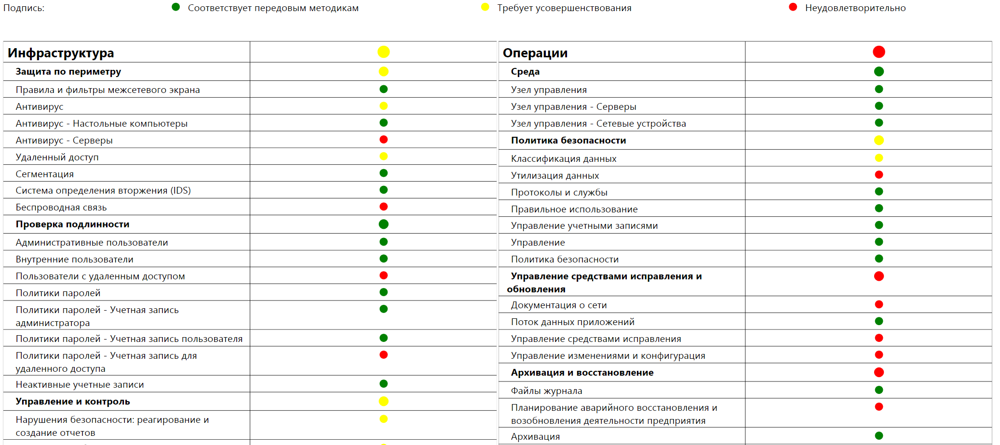 Подпись:
Соответствует передовым методикам
Требует усовершенствования
Неудовлетворительно
Инфраструктура
Защита по периметру
Правила и фильтры межсетевого экрана
Антивирус
Антивирус - Настольные компьютеры
Антивирус - Серверы
Удаленный доступ
Сегментация
Система определения вторжения (IDS)
Беспроводная связь
Проверка подлинности
Административные пользователи
Внутренние пользователи
Пользователи с удаленным доступом
Политики паролей
Политики паролей - Учетная запись
администратора
Политики паролей - Учетная запись пользователя
Политики паролей - Учетная запись для
удаленного доступа
Неактивные учетные записи
Управление и контроль
Нарушения безопасности: реагирование и
создание отчетов
Операции
Среда
Узел управления
Узел управления - Серверы
Узел управления - Сетевые устройства
Политика безопасности
Классификация данных
Утилизация данных
Протоколы и службы
Правильное использование
Управление учетными записями
Управление
Политика безопасности
Управление средствами исправления и
обновления
Документация о сети
Поток данных приложений
Управление средствами исправления
Управление изменениями и конфигурация
Архивация и восстановление
Файлы журнала
Планирование аварийного восстановления и
возобновления деятельности предприятия
Архивация